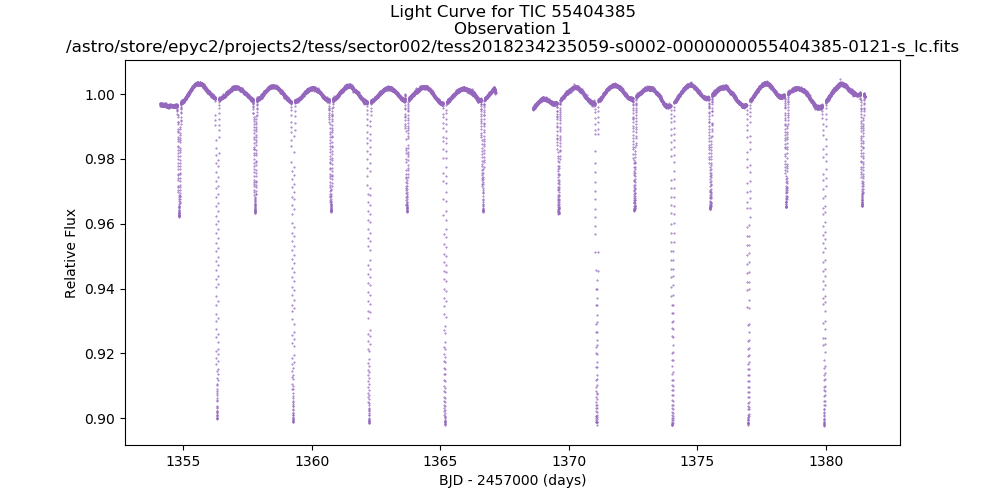 Light Curve for TIC 55404385
Observation 1
/astro/store/epyc2/projects2/tess/sector002/tess2018234235059-s0002-0000000055404385-0121-s_lc.fits
1.00
0.98
0.96
0.94
0.92
0.90
Relative Flux
1355 1360 1365 1370 1375 1380
BJD - 2457000 (days)